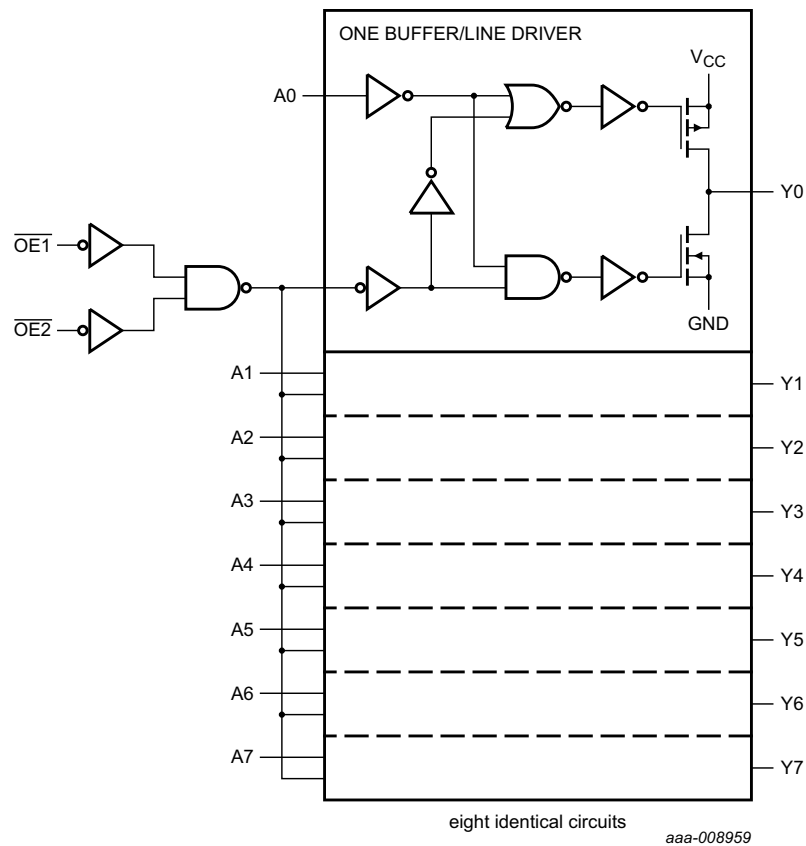 ONE BUFFER/LINE DRIVER
VCC
A0
Y0
OE1
OE2
GND
A1
Y1
A2
Y2
A3
Y3
A4
Y4
A5
Y5
A6
Y6
A7
Y7
eight identical circuits
aaa-008959